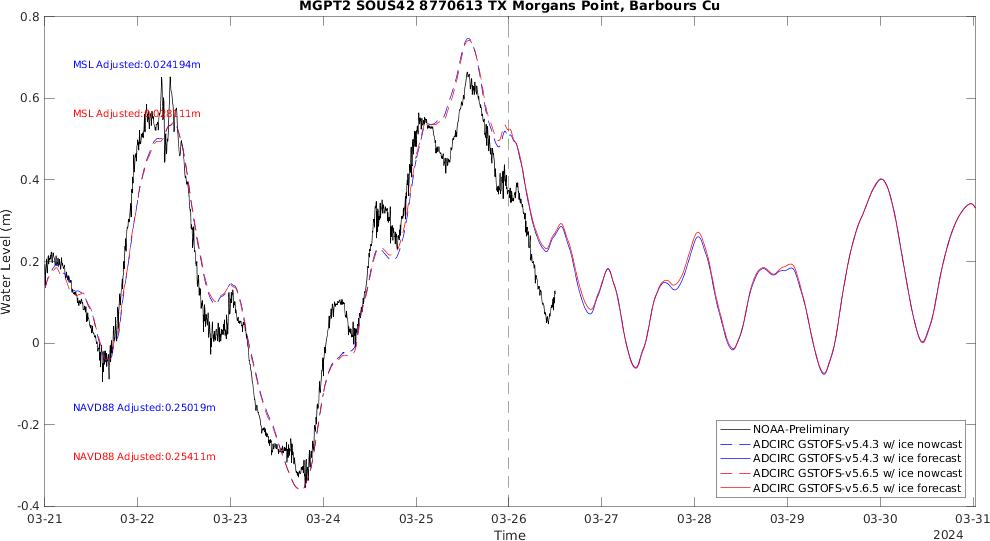 MGPT2 SOUS42 8770613 TX Morgans Point, Barbours Cu
0.8
0.6
0.4
0.2
0
-0.2
-0.4
Water Level (m)
MSL Adjusted:0.024194m
MSL Adjusted:0.028111m
NAVD88 Adjusted:0.25019m
NAVD88 Adjusted:0.25411m
NOAA-Preliminary
ADCIRC GSTOFS-v5.4.3 w/ ice nowcast
ADCIRC GSTOFS-v5.4.3 w/ ice forecast
ADCIRC GSTOFS-v5.6.5 w/ ice nowcast
ADCIRC GSTOFS-v5.6.5 w/ ice forecast
03-21 03-22 03-23 03-24 03-25 03-26 03-27 03-28 03-29 03-30 03-31
Time
2024